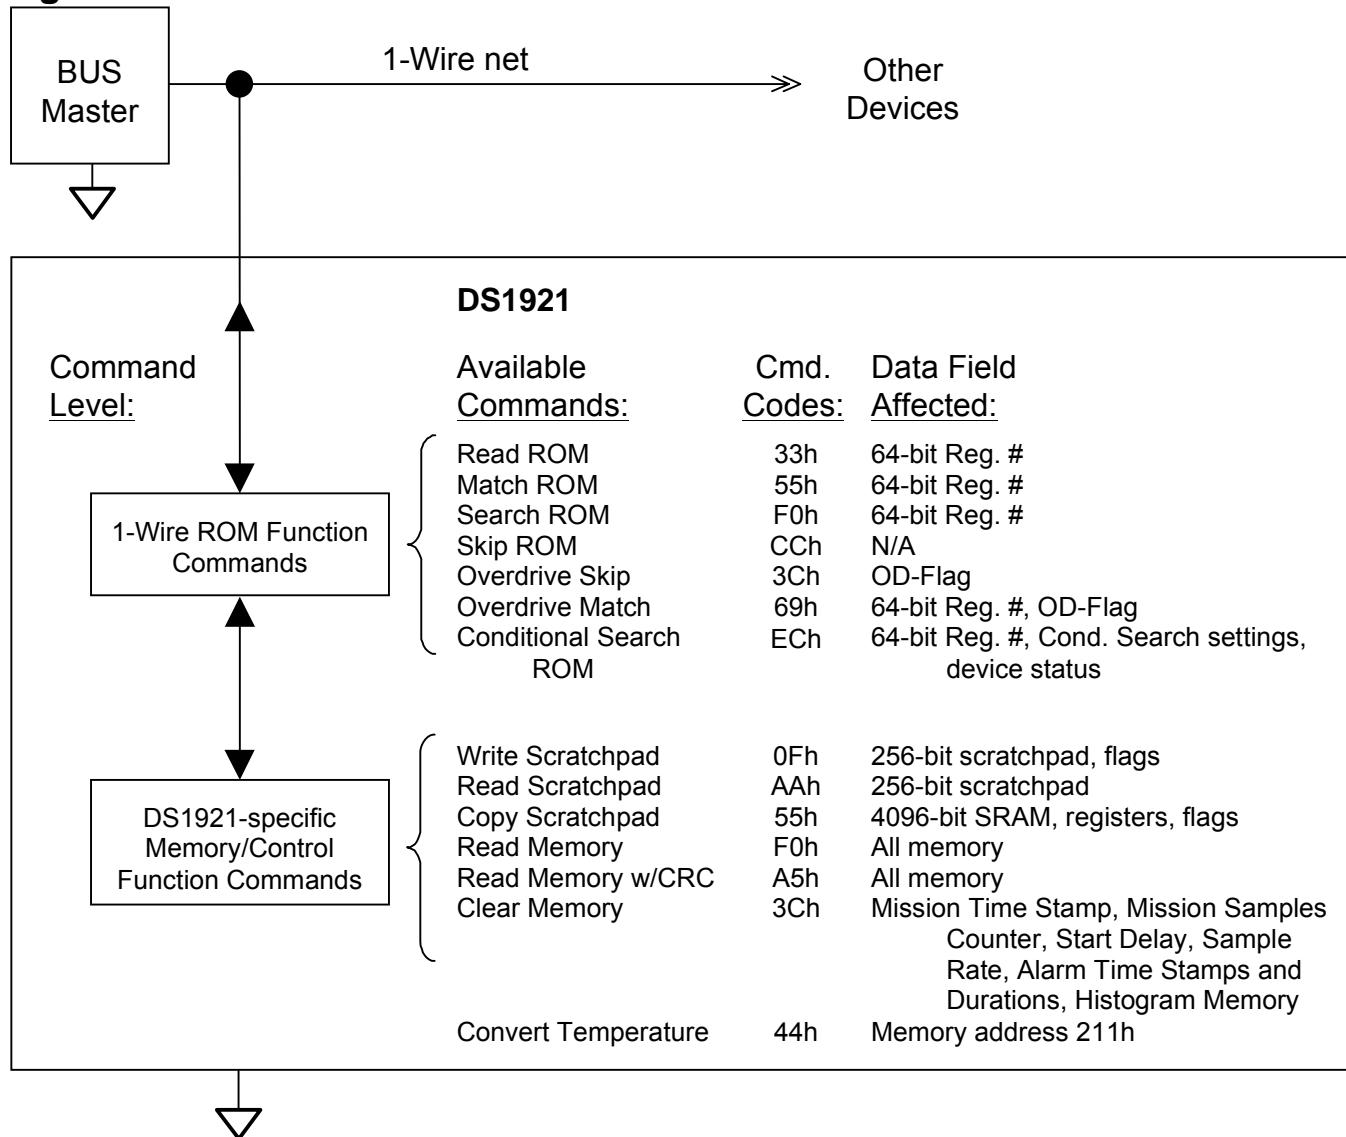 BUS
Master
1-Wire net
Other
Devices
DS1921
Command
Level:
Available
Commands:
Cmd.
Codes:
Data Field
Affected:
1-Wire ROM Function
Commands
Read ROM 33h 64-bit Reg. #
Match ROM 55h 64-bit Reg. #
Search ROM F0h 64-bit Reg. #
Skip ROM CCh N/A
Overdrive Skip 3Ch OD-Flag
Overdrive Match 69h 64-bit Reg. #, OD-Flag
Conditional Search ECh 64-bit Reg. #, Cond. Search settings,
ROM device status
DS1921-specific
Memory/Control
Function Commands
Write Scratchpad 0Fh 256-bit scratchpad, flags
Read Scratchpad AAh 256-bit scratchpad
Copy Scratchpad 55h 4096-bit SRAM, registers, flags
Read Memory F0h All memory
Read Memory w/CRC A5h All memory
Clear Memory 3Ch Mission Time Stamp, Mission Samples
Counter, Start Delay, Sample
Rate, Alarm Time Stamps and
Durations, Histogram Memory
Convert Temperature 44h Memory address 211h